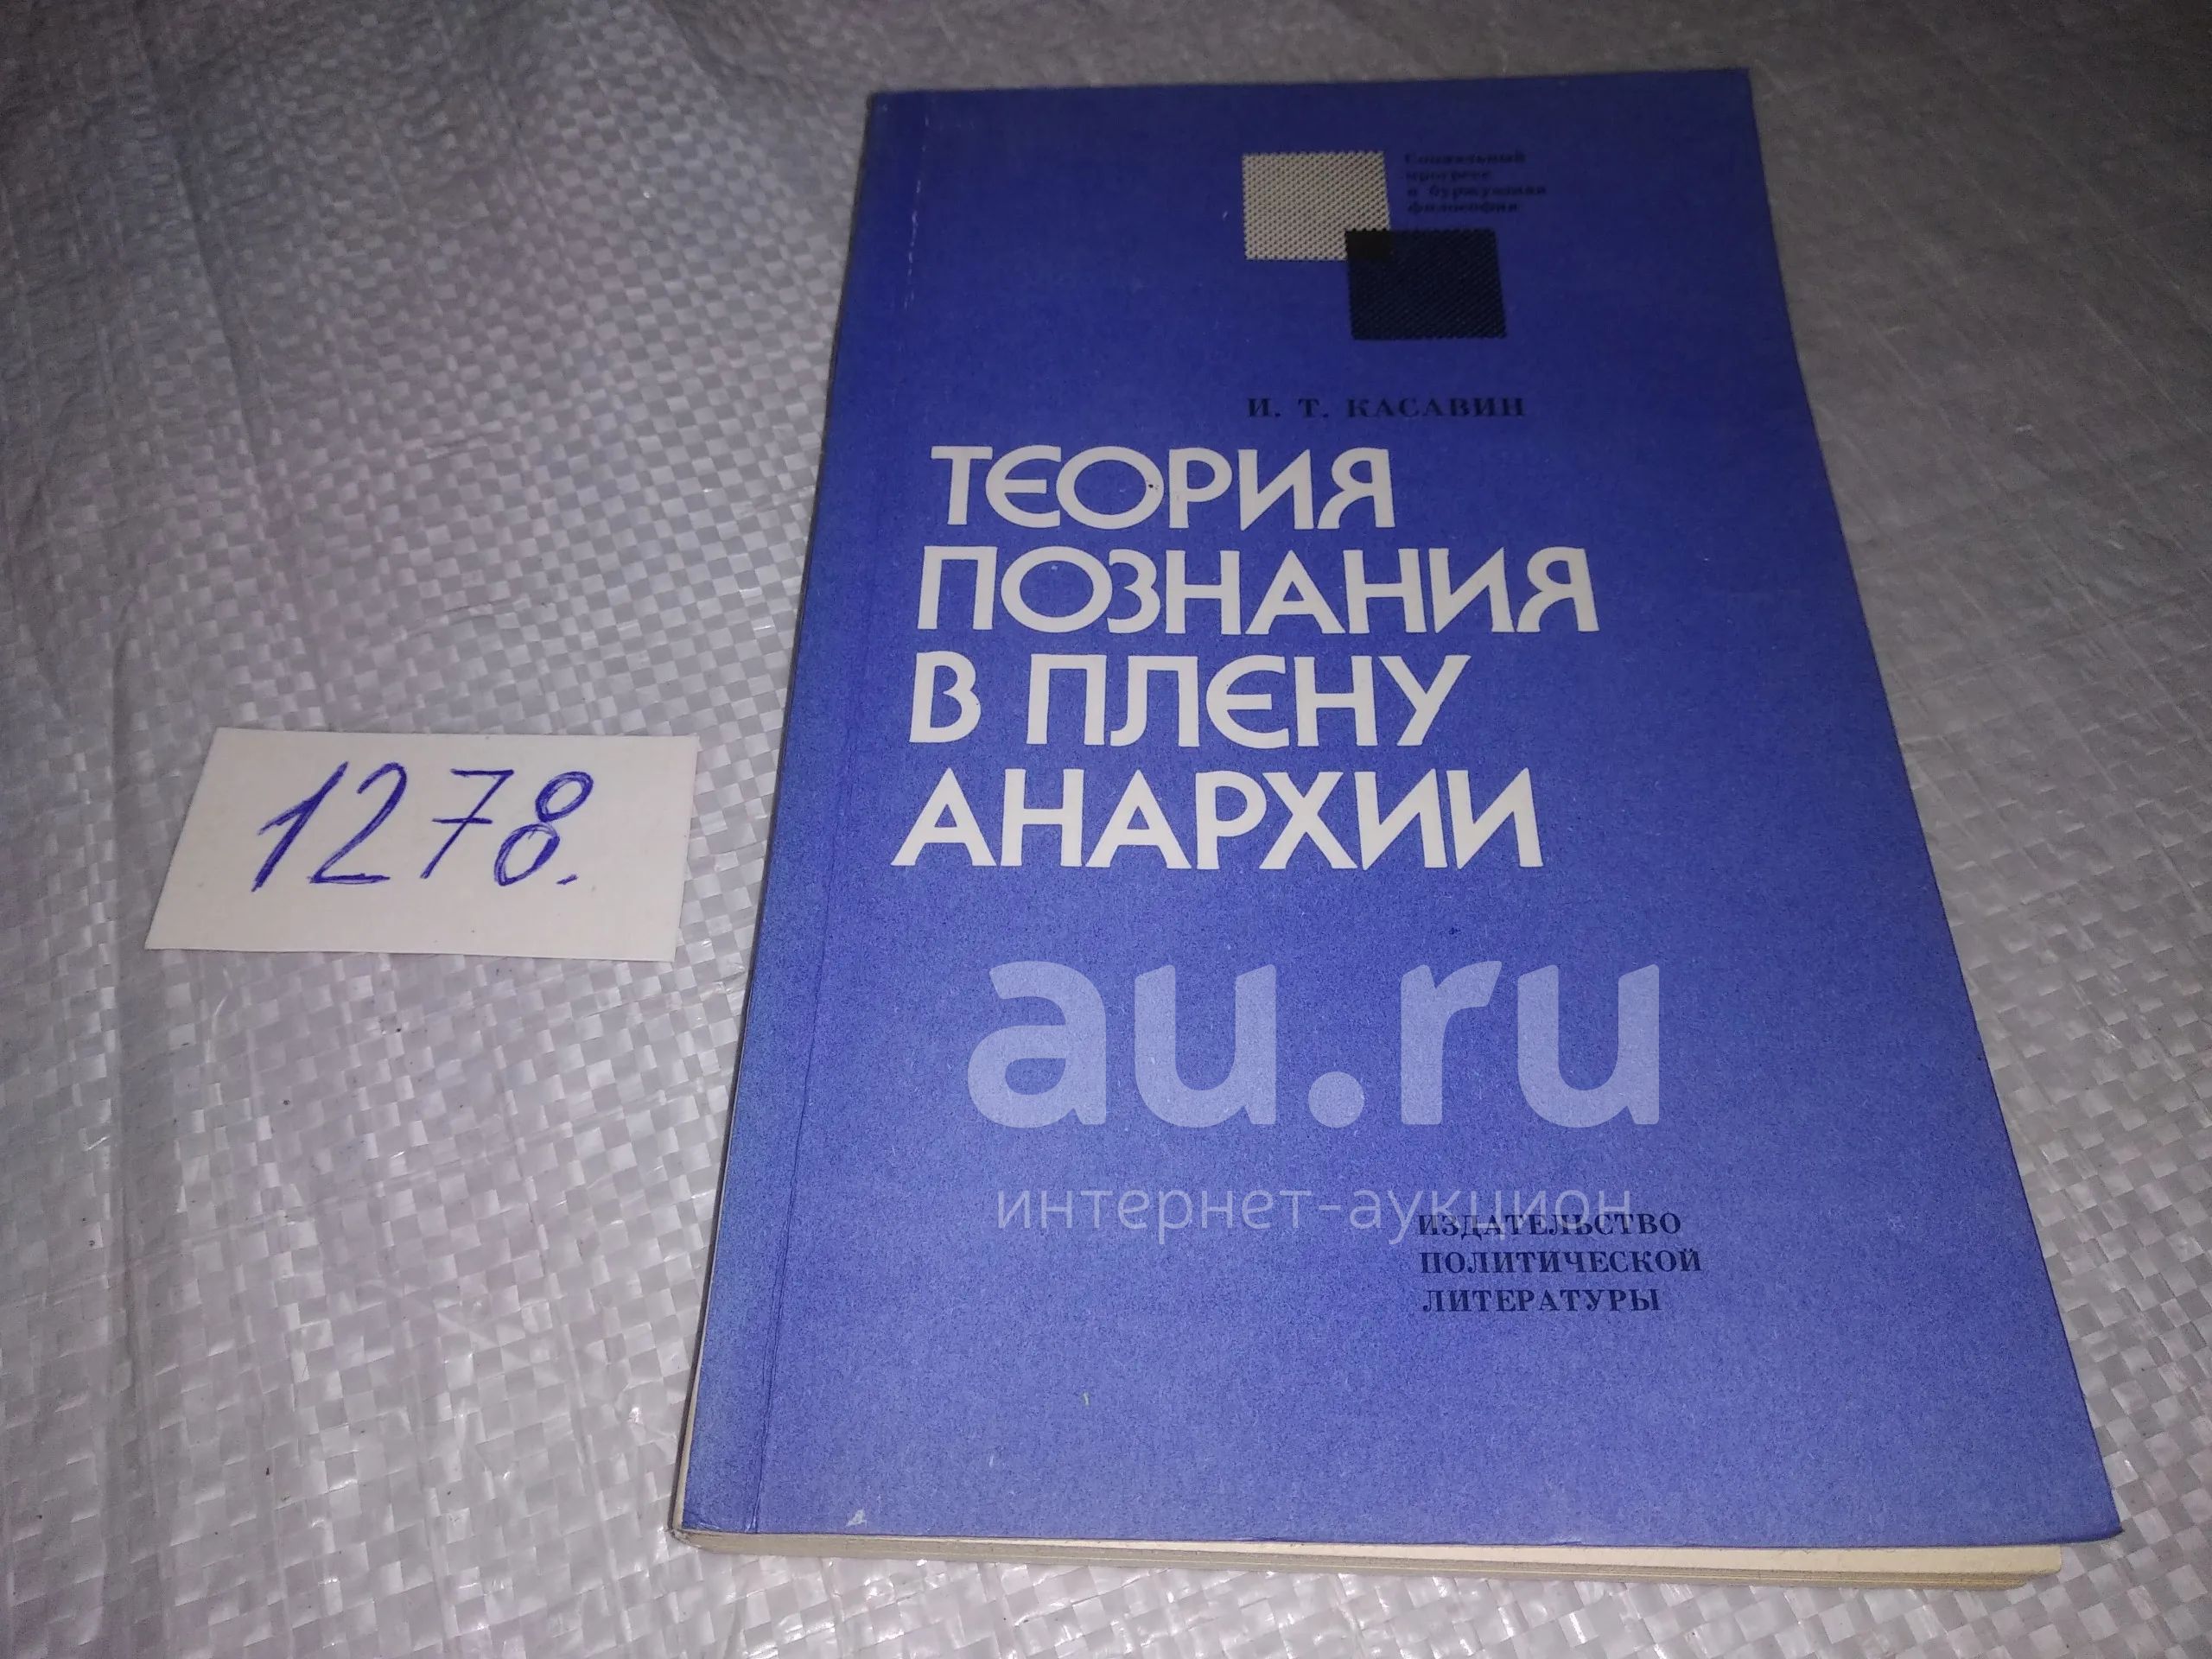 Социальный
прогресс
и буржуазная
философия
И. Т. КАСАВИН
ТЕОРИЯ
ПОЗНАНИЯ
В ПЛЕНУ
АНАРХИИ
1278.
au.ru
интернет-аукцион
ИЗДАТЕЛЬСТВО
ПОЛИТИЧЕСКОЙ
ЛИТЕРАТУРЫ